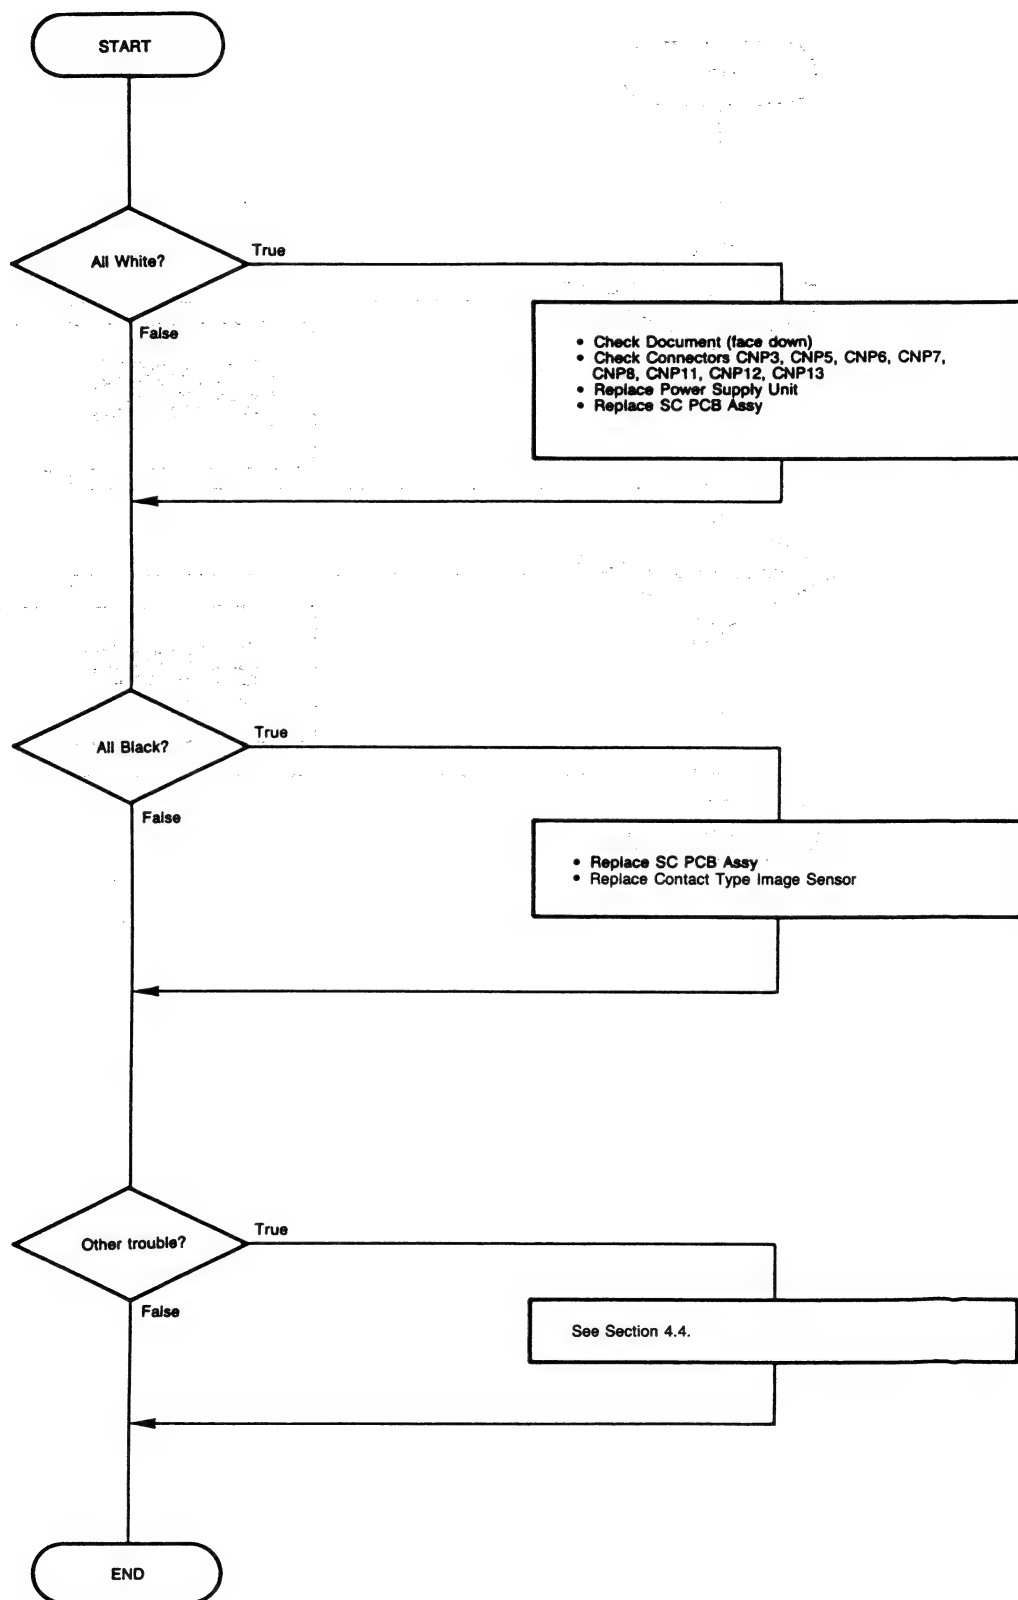 START
All White?
True
False
• Check Document (face down)
• Check Connectors CNP3, CNP5, CNP6, CNP7,
CNP8, CNP11, CNP12, CNP13
• Replace Power Supply Unit
• Replace SC PCB Assy
All Black?
True
False
• Replace SC PCB Assy
• Replace Contact Type Image Sensor
Other trouble?
True
False
See Section 4.4.
END